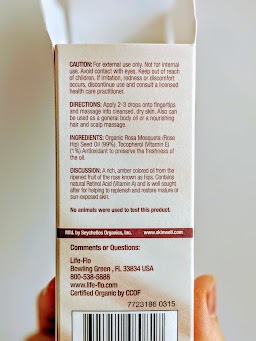 CAUTION: For external use only. Not for internal
use. Avoid contact with eyes. Keep out of reach
of children. If irritation, redness or discomfort
occurs, discontinue use and consult a licensed
health care practitioner.
DIRECTIONS: Apply 2-3 drops onto fingertips
and massage into cleansed, dry skin. Also can
be used as a general body oil or a nourishing
hair and scalp massage.
INGREDIENTS: Organic Rosa Mosqueta (Rose
Hip) Seed Oil (99%), Tocopherol (Vitamin E)
(1%) Antioxidant to preserve the freshness of
the oil.
DISCUSSION: A rich, amber colored oil from the
ripened fruit of the rose known as hips. Contains
natural Retinol Acid (Vitamin A) and is well sought
after for helping to replenish and restore mature or
sun-exposed skin.
No animals were used to test this product.
Mfd. by Seychelles Organics, Inc. www.skinwell.com
Comments or Questions:
Life-Flo
Bowling Green , FL 33834 USA
800-538-5888
www.life-flo.com
Certified Organic by CCOF
7723186 0315